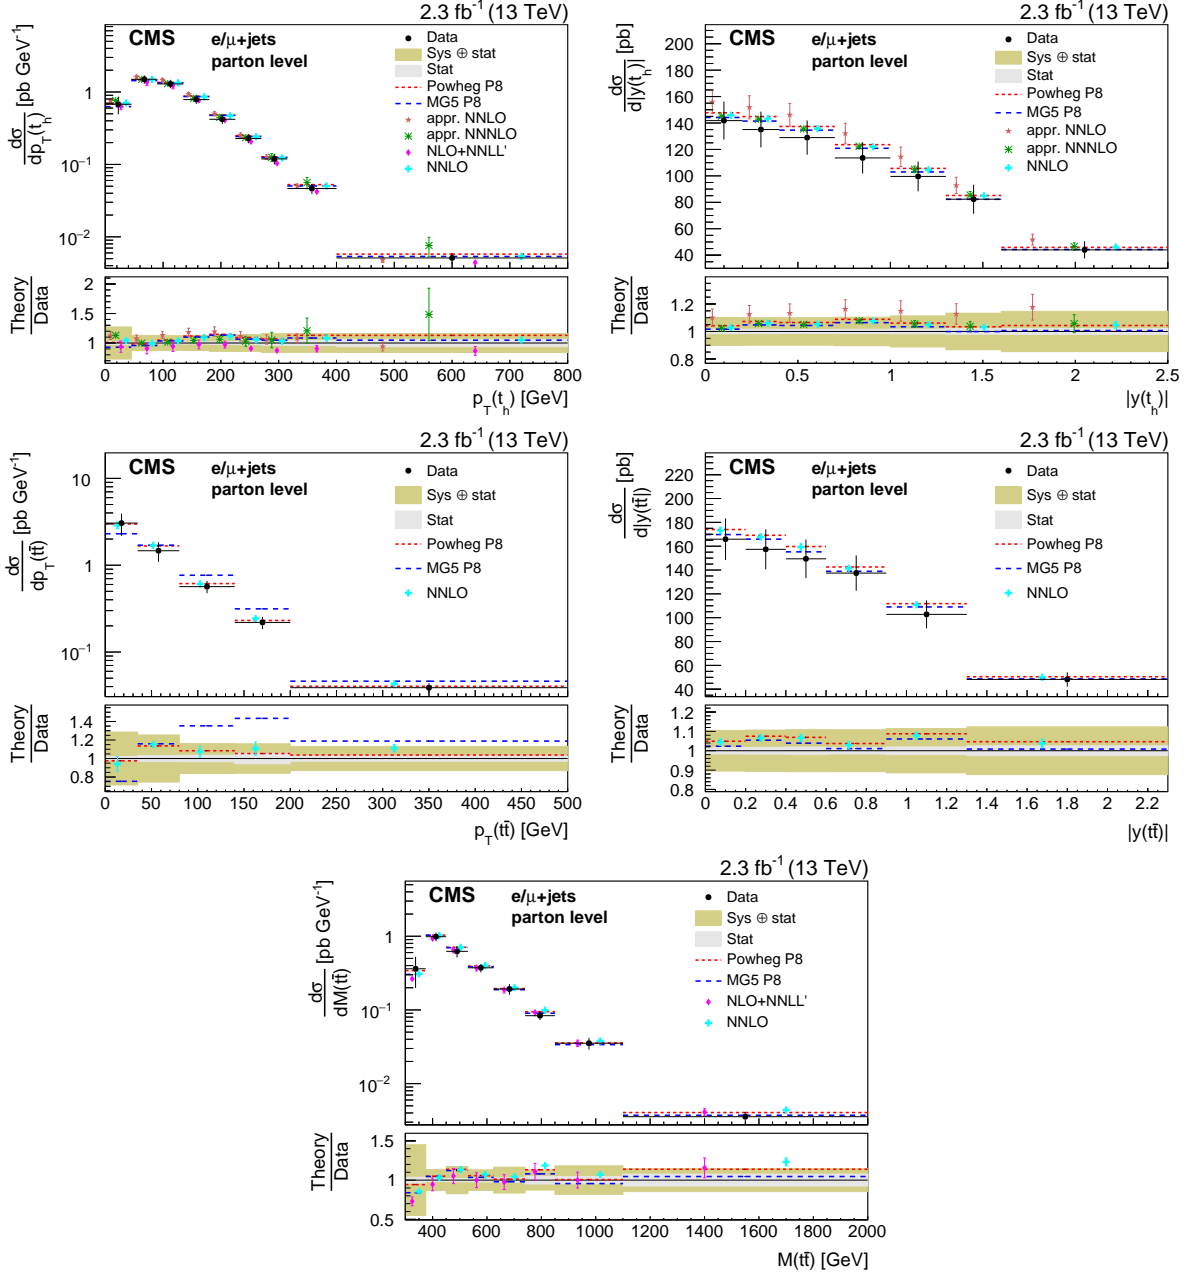 2.3 fb⁻¹ (13 TeV)
CMS
e/μ+jets
parton level
Data
Sys ⊕ stat
Stat
Powheg P8
MG5 P8
appr. NNLO
appr. NNNLO
NLO+NNLL'
NNLO
dσ/dp_T(t_h) [pb GeV⁻¹]
1
10⁻¹
10⁻²
Theory/Data
2
1.5
1
0 100 200 300 400 500 600 700 800
p_T(t_h) [GeV]
2.3 fb⁻¹ (13 TeV)
CMS
e/μ+jets
parton level
Data
Sys ⊕ stat
Stat
Powheg P8
MG5 P8
appr. NNLO
appr. NNNLO
NNLO
dσ/d|y(t_h)| [pb]
200
180
160
140
120
100
80
60
40
Theory/Data
1.2
1
0.8
0 0.5 1 1.5 2 2.5
|y(t_h)|
2.3 fb⁻¹ (13 TeV)
CMS
e/μ+jets
parton level
Data
Sys ⊕ stat
Stat
Powheg P8
MG5 P8
NNLO
dσ/dp_T(tt̄) [pb GeV⁻¹]
10
1
10⁻¹
Theory/Data
1.4
1.2
1
0.8
0 50 100 150 200 250 300 350 400 450 500
p_T(tt̄) [GeV]
2.3 fb⁻¹ (13 TeV)
CMS
e/μ+jets
parton level
Data
Sys ⊕ stat
Stat
Powheg P8
MG5 P8
NNLO
dσ/d|y(tt̄)| [pb]
220
200
180
160
140
120
100
80
60
40
Theory/Data
1.2
1.1
1
0.9
0.8
0 0.2 0.4 0.6 0.8 1 1.2 1.4 1.6 1.8 2 2.2
|y(tt̄)|
2.3 fb⁻¹ (13 TeV)
CMS
e/μ+jets
parton level
Data
Sys ⊕ stat
Stat
Powheg P8
MG5 P8
NLO+NNLL'
NNLO
dσ/dM(tt̄) [pb GeV⁻¹]
1
10⁻¹
10⁻²
Theory/Data
1.5
1
0.5
400 600 800 1000 1200 1400 1600 1800 2000
M(tt̄) [GeV]